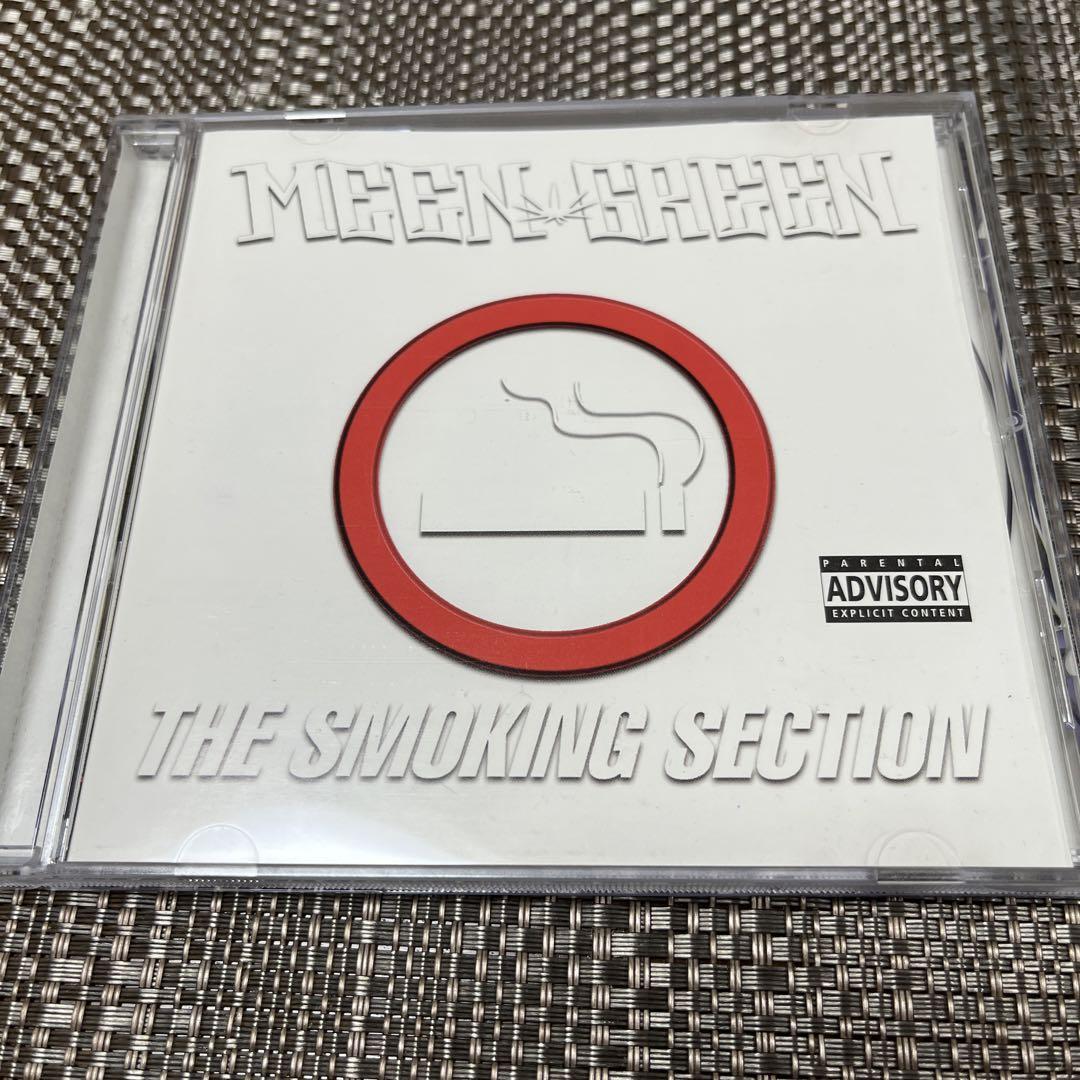 MEEN GREEN
PARENTAL
ADVISORY
EXPLICIT CONTENT
THE SMOKING SECTION